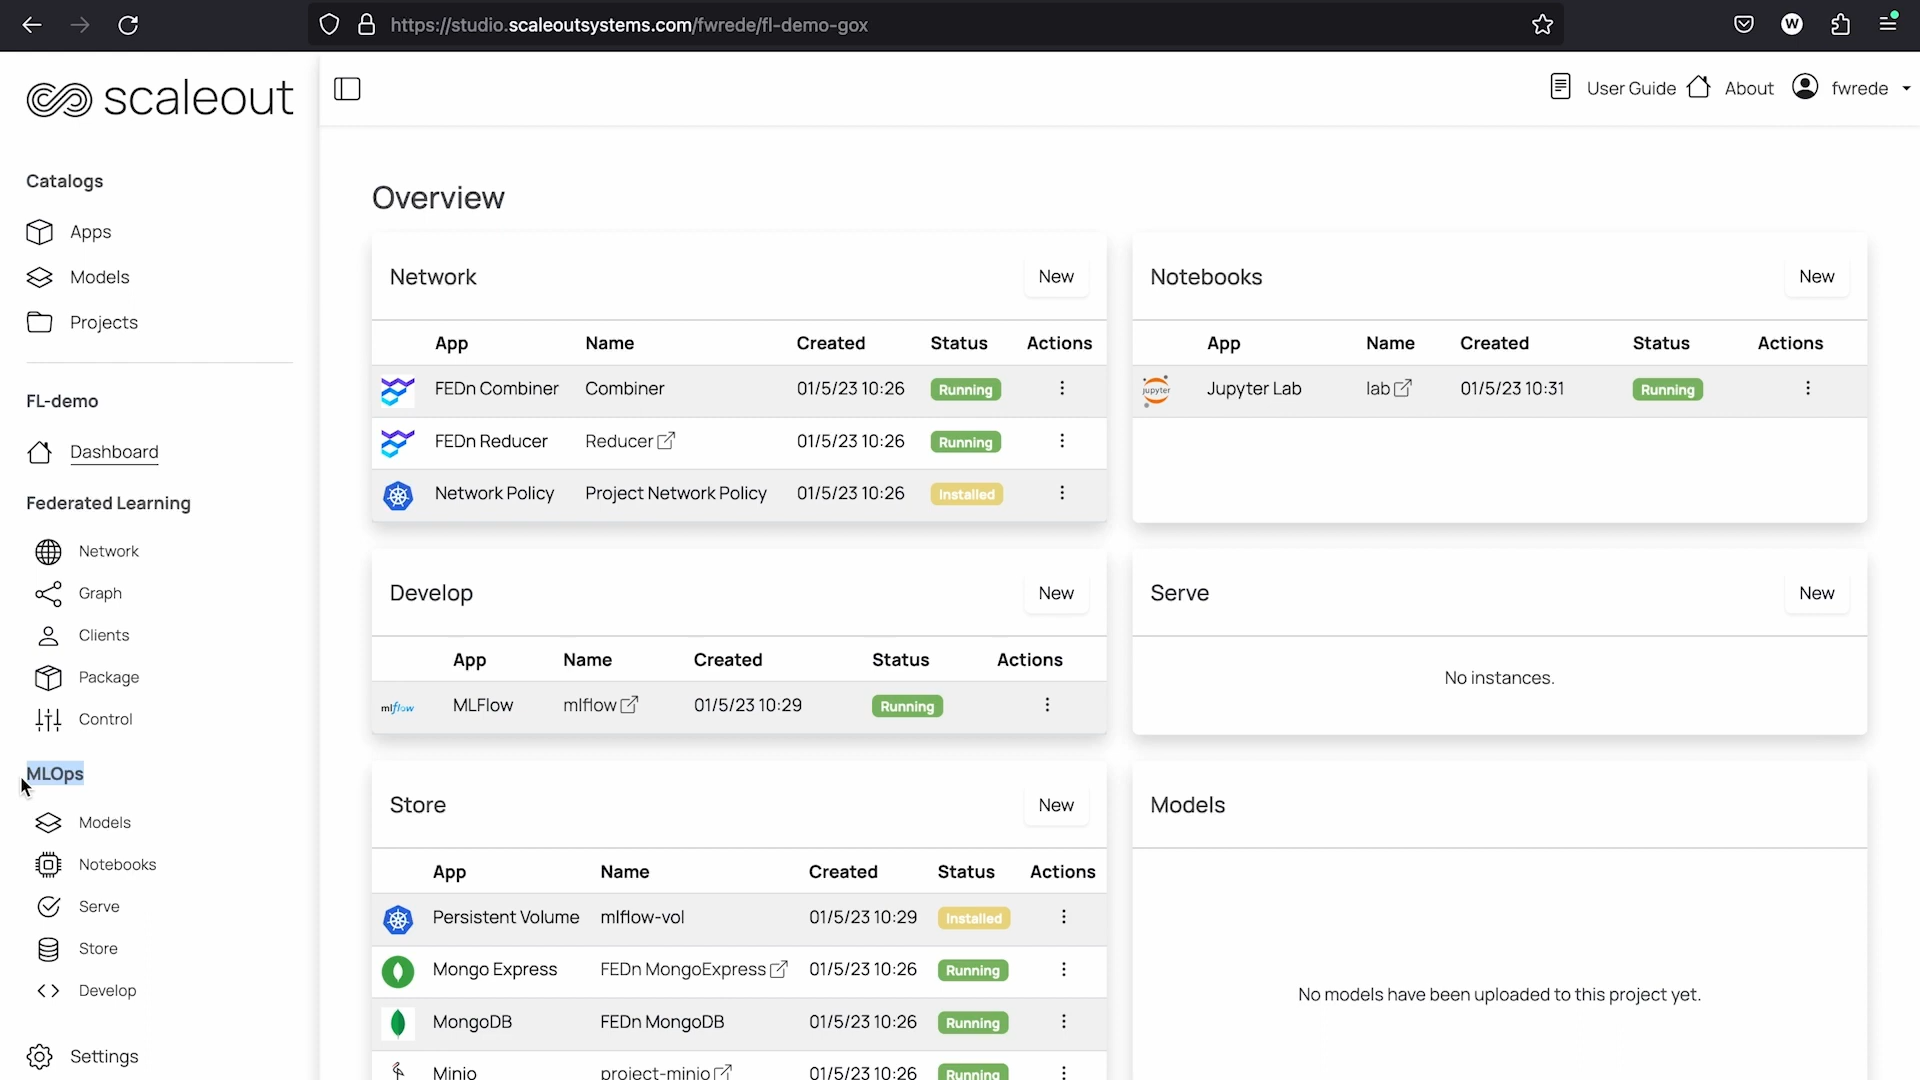 https://studio.scaleoutsystems.com/fwrede/fl-demo-gox
W
scaleout
User Guide
About
fwrede
Catalogs
Apps
Models
Projects
FL-demo
Dashboard
Federated Learning
Network
Graph
Clients
Package
Control
MLOps
Models
Notebooks
Serve
Store
Develop
Settings
Overview
Network
New
App Name Created Status Actions
FEDn Combiner Combiner 01/5/23 10:26 Running
FEDn Reducer Reducer 01/5/23 10:26 Running
Network Policy Project Network Policy 01/5/23 10:26 Installed
Notebooks
New
App Name Created Status Actions
jupyter Jupyter Lab lab 01/5/23 10:31 Running
Develop
New
App Name Created Status Actions
mlflow MLFlow mlflow 01/5/23 10:29 Running
Serve
New
No instances.
Store
New
App Name Created Status Actions
Persistent Volume mlflow-vol 01/5/23 10:29 Installed
Mongo Express FEDn MongoExpress 01/5/23 10:26 Running
MongoDB FEDn MongoDB 01/5/23 10:26 Running
Minio project-minio 01/5/23 10:26 Running
Models
No models have been uploaded to this project yet.